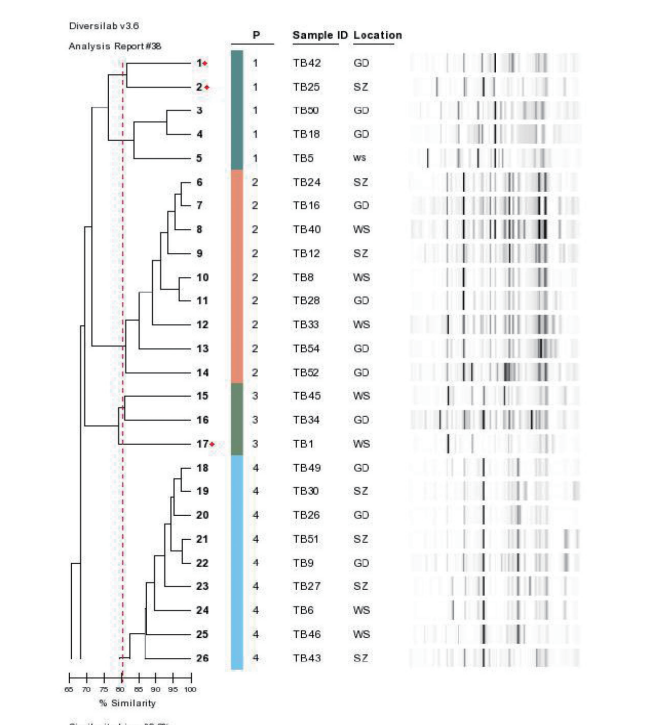 Diversilab v3.6
P Sample ID Location
Analysis Report #38
1 1 TB42 GD
2 1 TB25 SZ
3 1 TB50 GD
4 1 TB18 GD
5 1 TB5 ws
6 2 TB24 SZ
7 2 TB16 GD
8 2 TB40 WS
9 2 TB12 SZ
10 2 TB8 WS
11 2 TB28 GD
12 2 TB33 WS
13 2 TB54 GD
14 2 TB52 GD
15 3 TB45 WS
16 3 TB34 GD
17 3 TB1 WS
18 4 TB49 GD
19 4 TB30 SZ
20 4 TB26 GD
21 4 TB51 SZ
22 4 TB9 GD
23 4 TB27 SZ
24 4 TB6 WS
25 4 TB46 WS
26 4 TB43 SZ
65 70 75 80 85 90 95 100
% Similarity